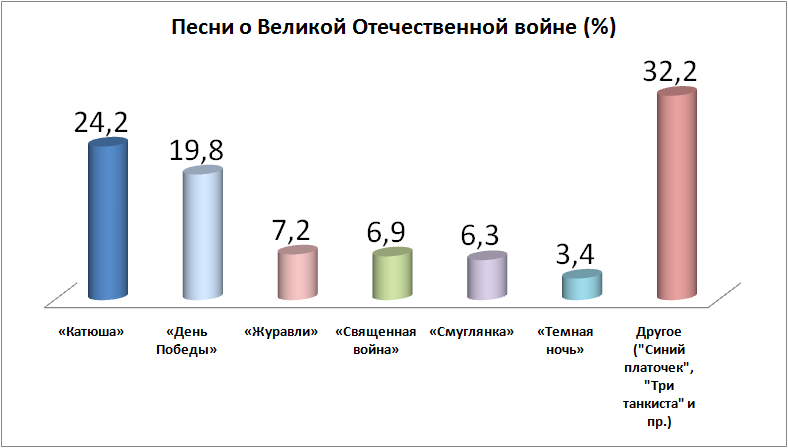 Песни о Великой Отечественной войне (%)
24,2
19,8
7,2
6,9
6,3
3,4
32,2
«Катюша»
«День
Победы»
«Журавли»
«Священная
война»
«Смуглянка»
«Темная
ночь»
Другое
("Синий
платочек",
"Три
танкиста" и
пр.)